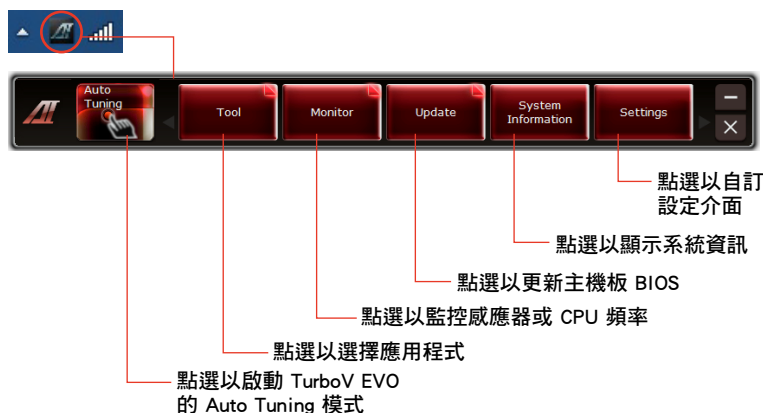 Auto
Tuning
Tool
Monitor
Update
System
Information
Settings
點選以自訂
設定介面
點選以顯示系統資訊
點選以更新主機板 BIOS
點選以監控感應器或 CPU 頻率
點選以選擇應用程式
點選以啟動 TurboV EVO
的 Auto Tuning 模式